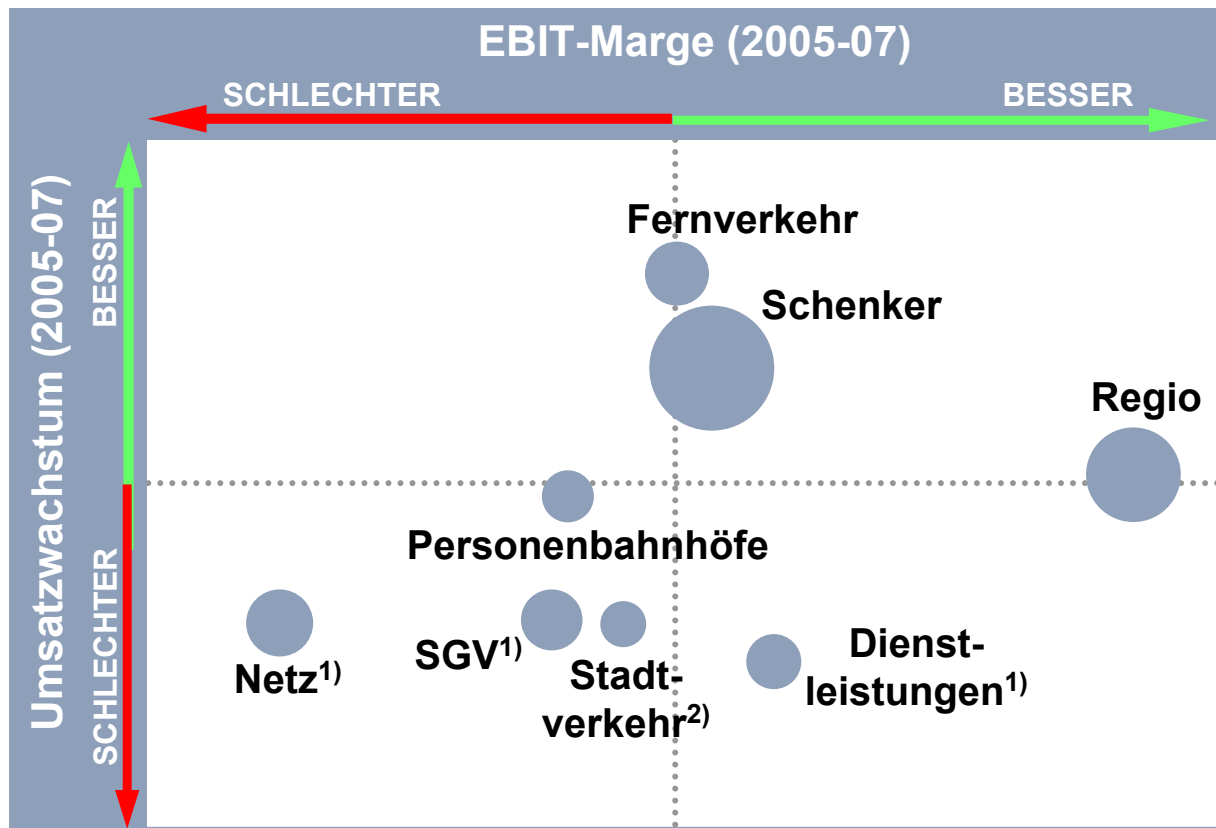 EBIT-Marge (2005-07)
SCHLECHTER
BESSER
Umsatzwachstum (2005-07)
BESSER
SCHLECHTER
Fernverkehr
Schenker
Regio
Personenbahnhöfe
Netz1)
SGV1)
Stadt-
verkehr2)
Dienst-
leistungen1)